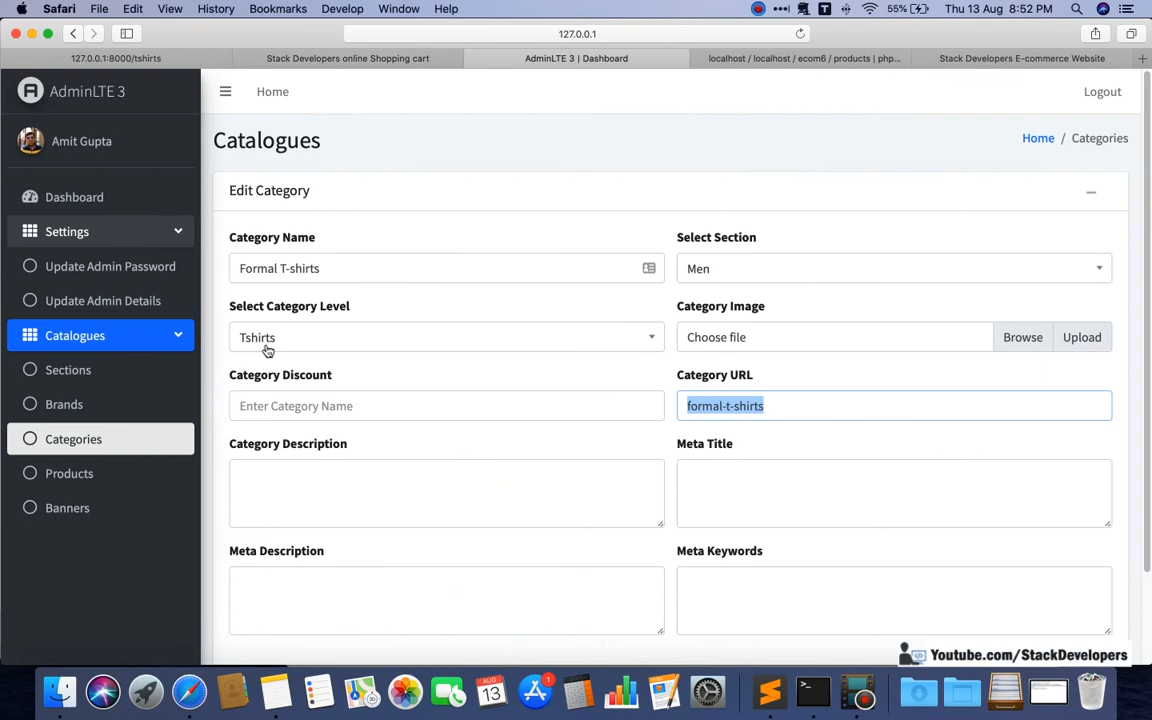 Safari File Edit View History Bookmarks Develop Window Help 55% Thu 13 Aug 8:52 PM
127.0.0.1
127.0.0.1:8000/tshirts Stack Developers online Shopping cart AdminLTE 3 | Dashboard localhost / localhost / ecom6 / products | php... Stack Developers E-commerce Website
A AdminLTE 3
Home
Logout
Amit Gupta
Catalogues
Home / Categories
Dashboard
Settings
Update Admin Password
Update Admin Details
Catalogues
Sections
Brands
Categories
Products
Banners
Edit Category
Category Name
Formal T-shirts
Select Section
Men
Select Category Level
Tshirts
Category Image
Choose file Browse Upload
Category Discount
Enter Category Name
Category URL
formal-t-shirts
Category Description
Meta Title
Meta Description
Meta Keywords
Youtube.com/StackDevelopers
AUG
13
1